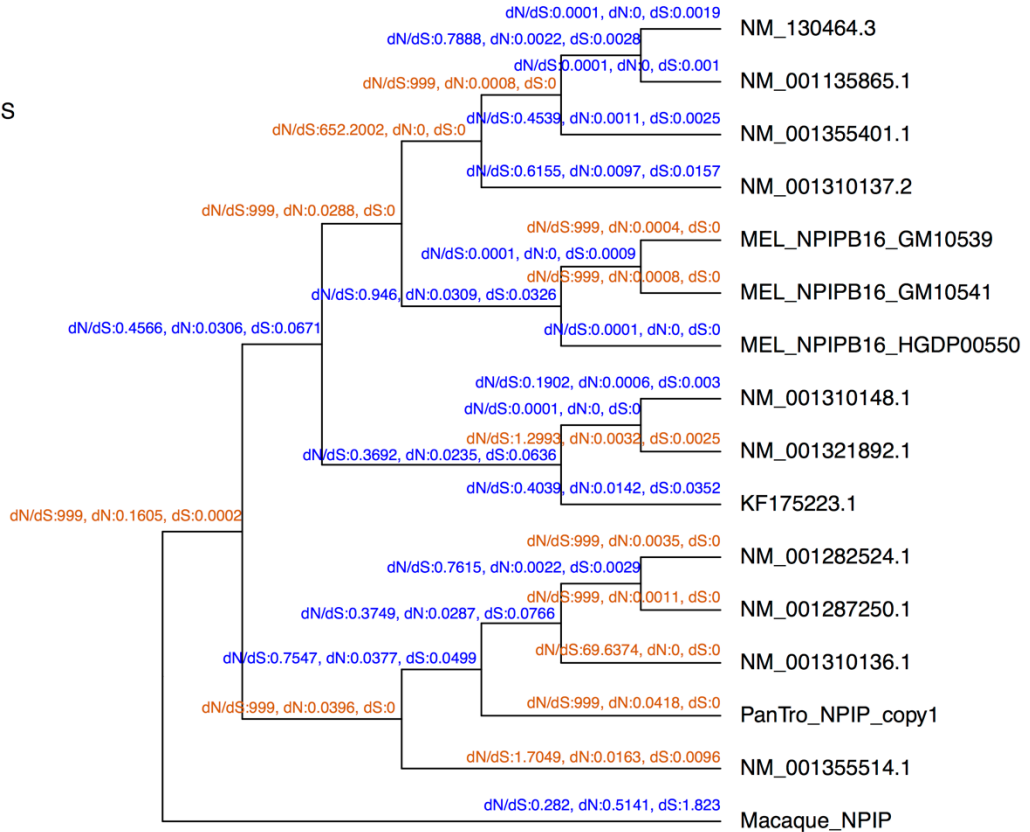 dN/dS:0.0001, dN:0, dS:0.0019
NM_130464.3
dN/dS:0.7888, dN:0.0022, dS:0.0028
dN/dS:0.0001, dN:0, dS:0.001
NM_001135865.1
dN/dS:999, dN:0.0008, dS:0
S
dN/dS:0.4539, dN:0.0011, dS:0.0025
dN/dS:652.2002, dN:0, dS:0
NM_001355401.1
dN/dS:0.6155, dN:0.0097, dS:0.0157
NM_001310137.2
dN/dS:999, dN:0.0288, dS:0
dN/dS:999, dN:0.0004, dS:0
MEL_NPIPB16_GM10539
dN/dS:0.0001, dN:0, dS:0.0009
dN/dS:999, dN:0.0008, dS:0
MEL_NPIPB16_GM10541
dN/dS:0.946, dN:0.0309, dS:0.0326
dN/dS:0.4566, dN:0.0306, dS:0.0671
dN/dS:0.0001, dN:0, dS:0
MEL_NPIPB16_HGDP00550
dN/dS:0.1902, dN:0.0006, dS:0.003
NM_001310148.1
dN/dS:0.0001, dN:0, dS:0
dN/dS:1.2993, dN:0.0032, dS:0.0025
NM_001321892.1
dN/dS:0.3692, dN:0.0235, dS:0.0636
dN/dS:0.4039, dN:0.0142, dS:0.0352
KF175223.1
dN/dS:999, dN:0.1605, dS:0.0002
dN/dS:999, dN:0.0035, dS:0
NM_001282524.1
dN/dS:0.7615, dN:0.0022, dS:0.0029
dN/dS:999, dN:0.0011, dS:0
NM_001287250.1
dN/dS:0.3749, dN:0.0287, dS:0.0766
dN/dS:69.6374, dN:0, dS:0
NM_001310136.1
dN/dS:0.7547, dN:0.0377, dS:0.0499
dN/dS:999, dN:0.0418, dS:0
PanTro_NPIP_copy1
dN/dS:999, dN:0.0396, dS:0
dN/dS:1.7049, dN:0.0163, dS:0.0096
NM_001355514.1
dN/dS:0.282, dN:0.5141, dS:1.823
Macaque_NPIP